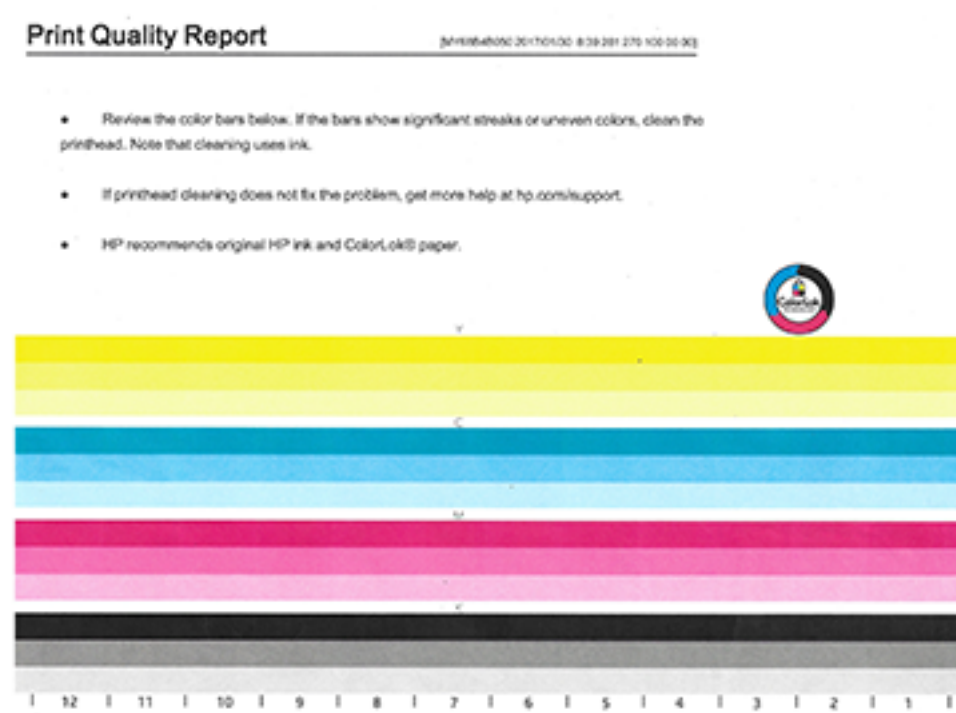 Print Quality Report
• Review the color bars below. If the bars show significant streaks or uneven colors, clean the
printhead. Note that cleaning uses ink.
• If printhead cleaning does not fix the problem, get more help at hp.com/support.
• HP recommends original HP ink and ColorLok® paper.
ColorLok
Y
C
M
K
| 12 | 11 | 10 | 9 | 8 | 7 | 6 | 5 | 4 | 3 | 2 | 1 |